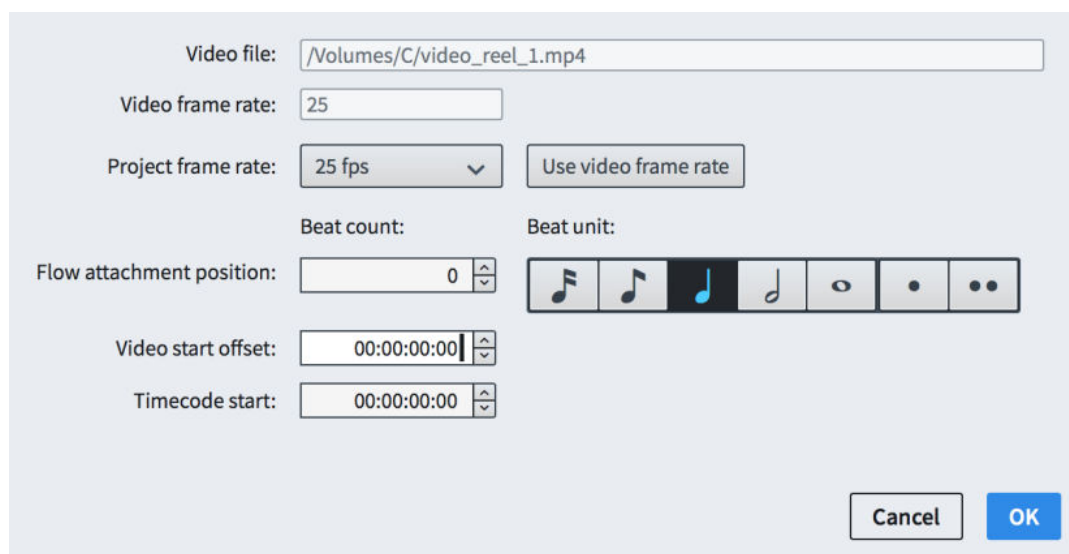 Video file: /Volumes/C/video_reel_1.mp4
Video frame rate: 25
Project frame rate: 25 fps Use video frame rate
Beat count: Beat unit:
Flow attachment position: 0
Video start offset: 00:00:00:00
Timecode start: 00:00:00:00
Cancel OK